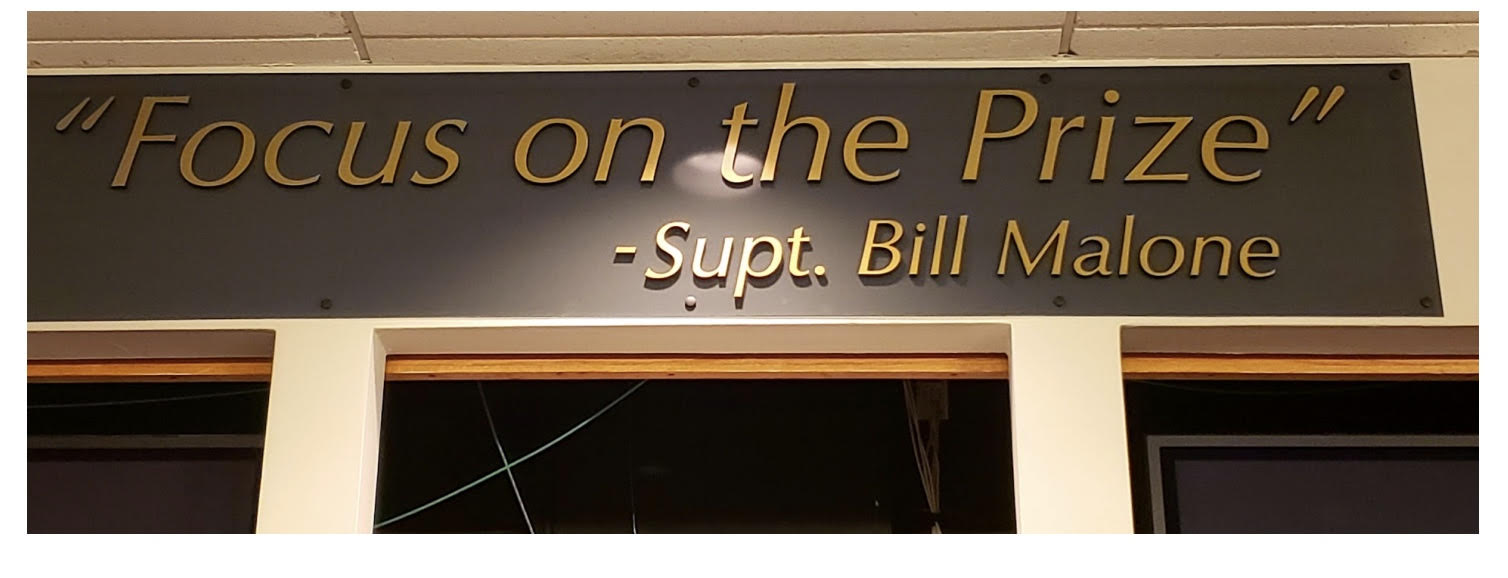 “Focus on the Prize”
-Supt. Bill Malone